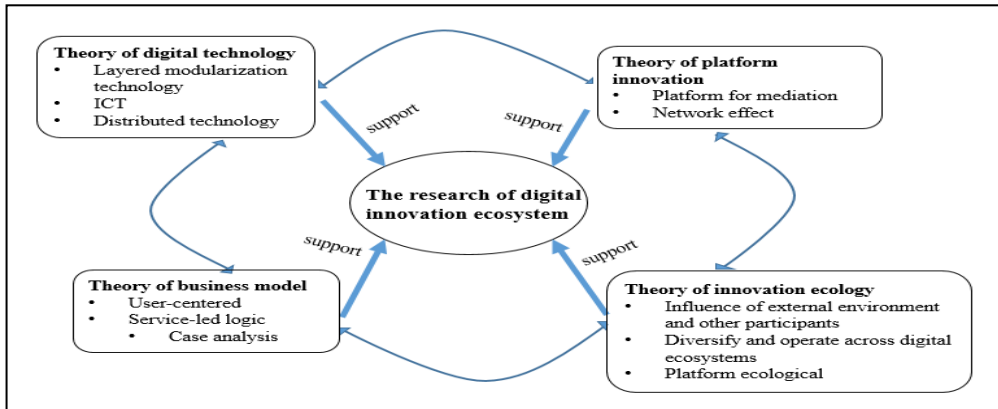 Theory of digital technology
• Layered modularization
technology
• ICT
• Distributed technology
Theory of platform
innovation
• Platform for mediation
• Network effect
support
support
The research of digital
innovation ecosystem
support
support
Theory of business model
• User-centered
• Service-led logic
• Case analysis
Theory of innovation ecology
• Influence of external environment
and other participants
• Diversify and operate across digital
ecosystems
• Platform ecological